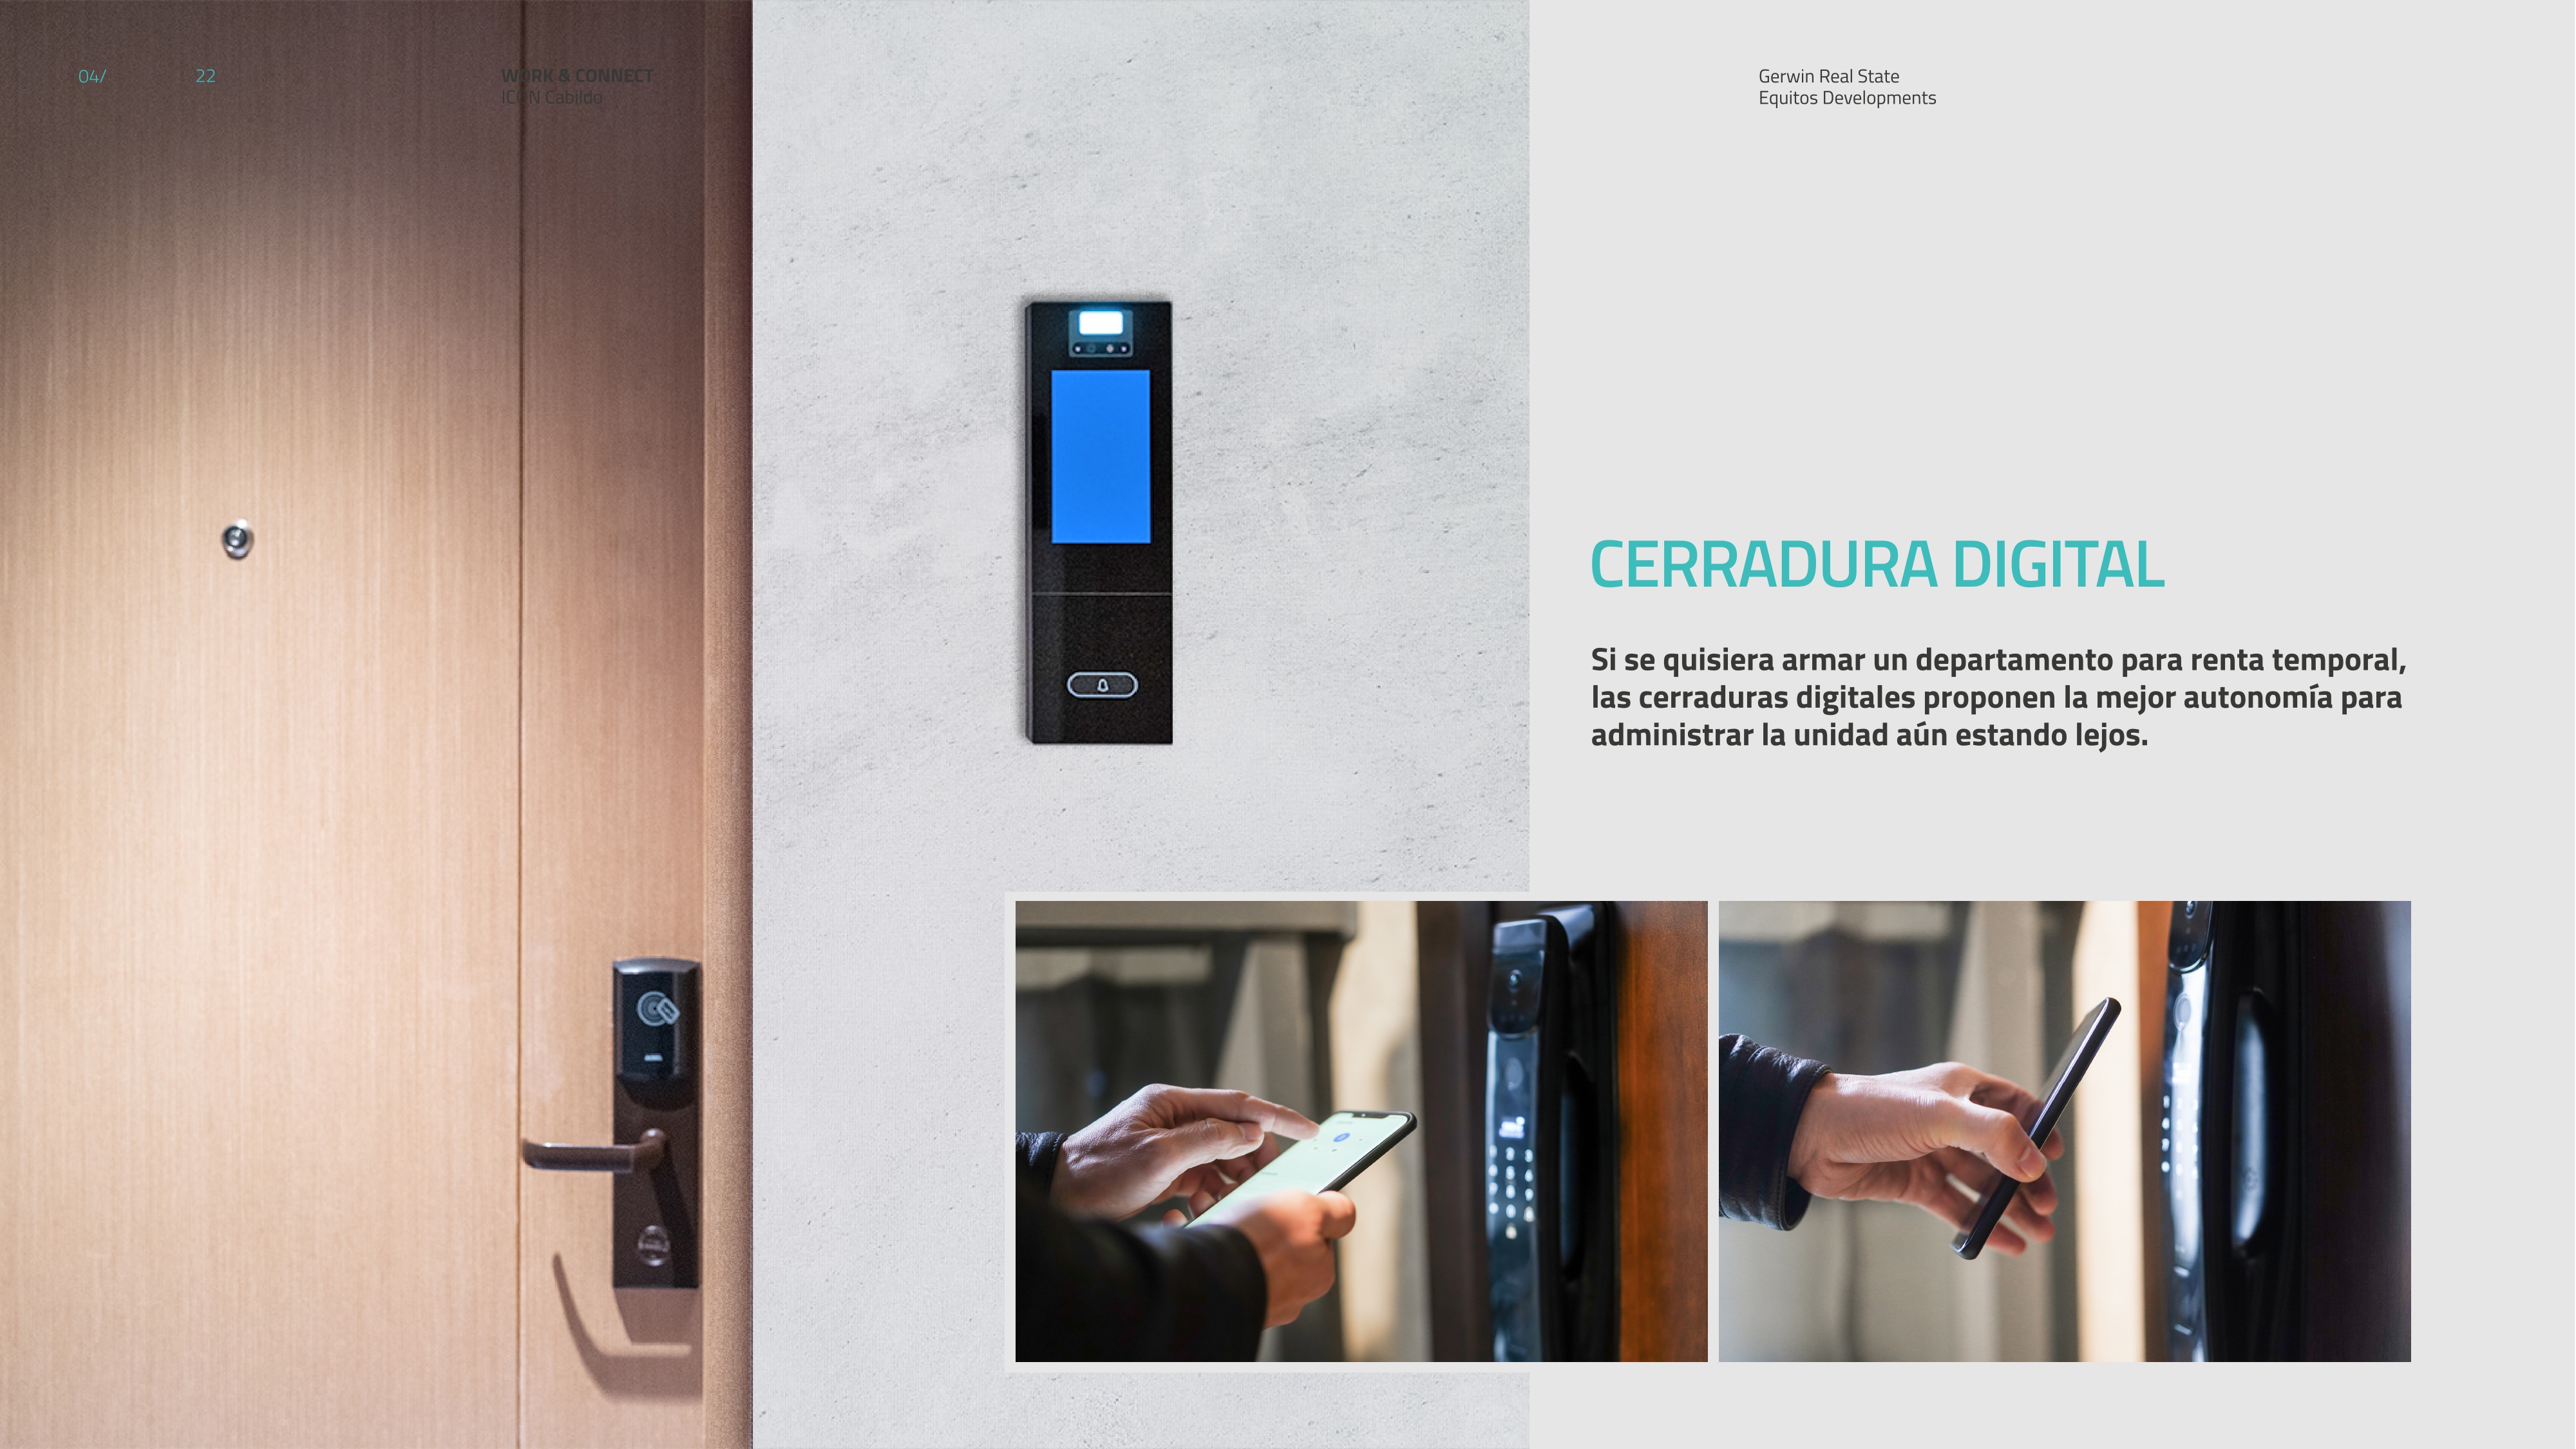 04/ 22
WORK & CONNECT
ICON Cabildo
Gerwin Real State
Equitos Developments
CERRADURA DIGITAL
Si se quisiera armar un departamento para renta temporal,
las cerraduras digitales proponen la mejor autonomía para
administrar la unidad aún estando lejos.